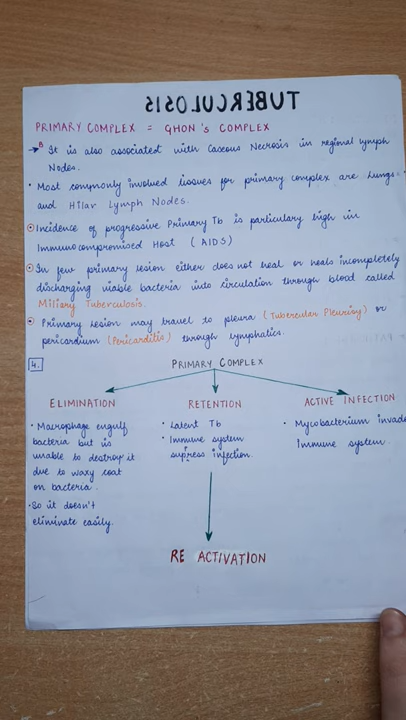 TUBERCULOSIS
PRIMARY COMPLEX = GHON's COMPLEX
→ It is also associated with Caseous Necrosis in regional lymph
Nodes.
• Most commonly involved tissues for primary complex are Lungs
and Hilar Lymph Nodes.
⊙ Incidence of progressive Primary Tb is particulary high in
Immunocompromised Host (AIDS)
⊙ In few primary lesion either does not heal or heals incompletely
discharging viable bacteria into circulation through blood called
Miliary Tuberculosis.
⊙ Primary lesion may travel to pleura (Tubercular Pleurisy) or
pericardium (Pericarditis) through lymphatics.
4.
PRIMARY COMPLEX
ELIMINATION
• Macrophage engulf
bacteria but is
unable to destroy it
due to waxy coat
on bacteria.
• So it doesn't
eliminate easily.
RETENTION
• Latent Tb
• Immune system
supress infection.
RE ACTIVATION
ACTIVE INFECTION
• Mycobacterium invade
Immune system.